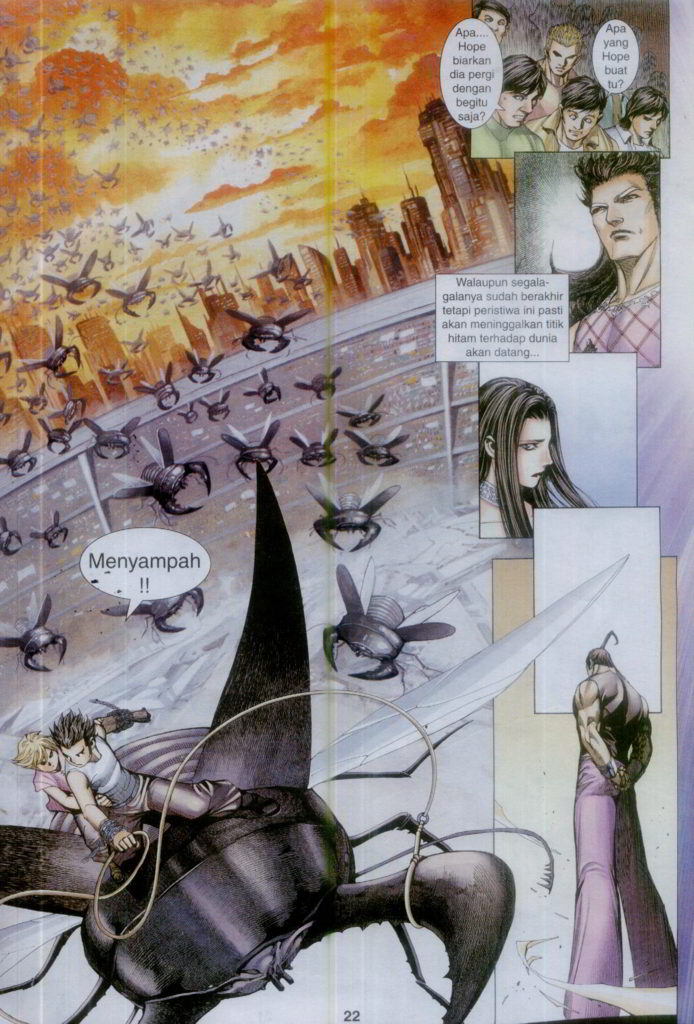 Apa....
Hope
biarkan
dia pergi
dengan
begitu
saja?
Apa
yang
Hope
buat
tu?
Walaupun segala-
galanya sudah berakhir
tetapi peristiwa ini pasti
akan meninggalkan titik
hitam terhadap dunia
akan datang...
Menyampah
!!
22